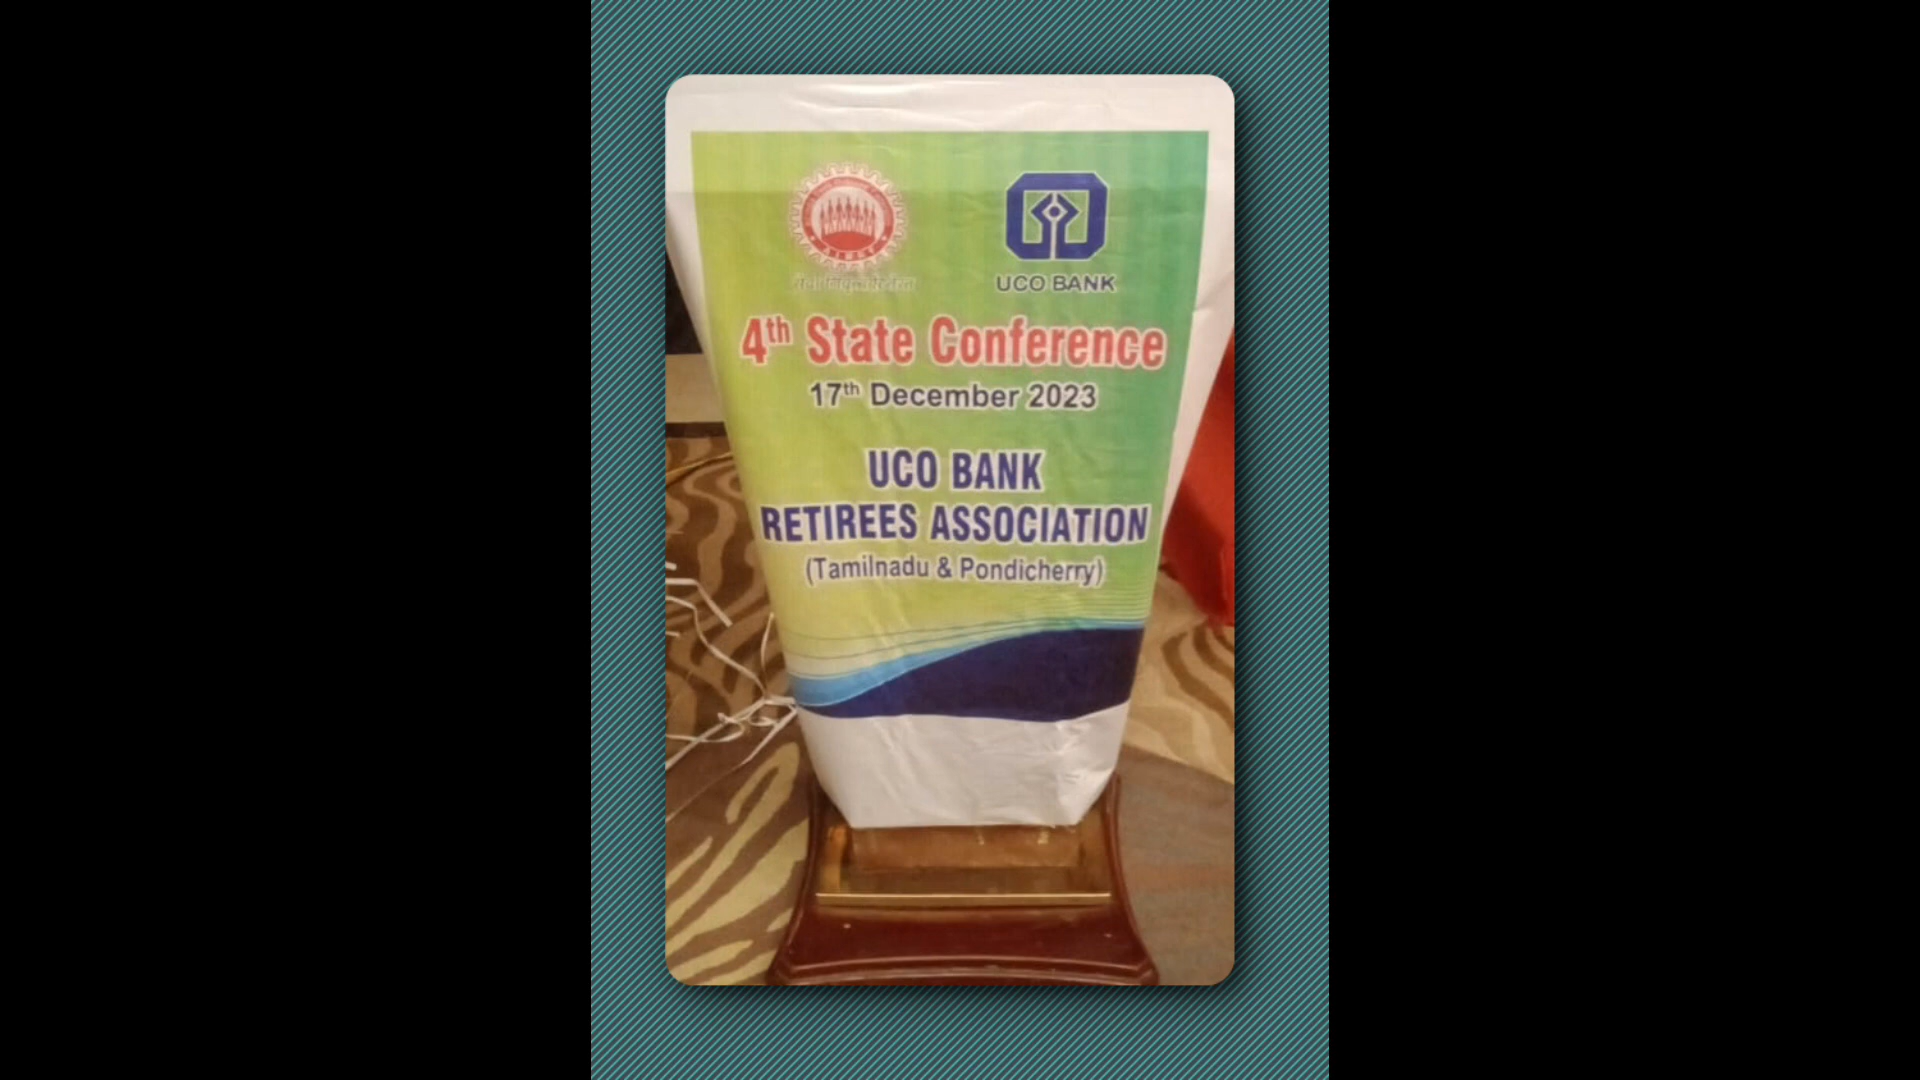 UCO BANK
4th State Conference
17th December 2023
UCO BANK
RETIREES ASSOCIATION
(Tamilnadu & Pondicherry)